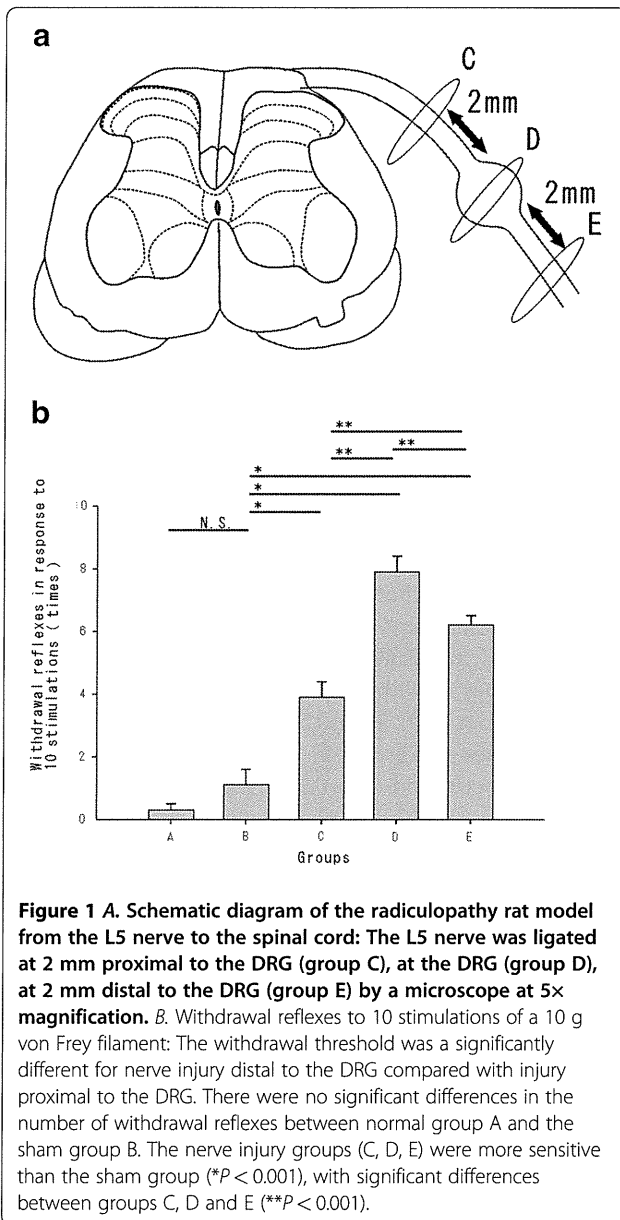 a
C
2mm
D
2mm
E
b
**
**
**
*
*
*
N.S.
10
8
6
4
2
0
Withdrawal reflexes in response to
10 stimulations (times)
A
B
C
D
E
Groups
Figure 1 A. Schematic diagram of the radiculopathy rat model
from the L5 nerve to the spinal cord: The L5 nerve was ligated
at 2 mm proximal to the DRG (group C), at the DRG (group D),
at 2 mm distal to the DRG (group E) by a microscope at 5×
magnification. B. Withdrawal reflexes to 10 stimulations of a 10 g
von Frey filament: The withdrawal threshold was a significantly
different for nerve injury distal to the DRG compared with injury
proximal to the DRG. There were no significant differences in the
number of withdrawal reflexes between normal group A and the
sham group B. The nerve injury groups (C, D, E) were more sensitive
than the sham group (*P < 0.001), with significant differences
between groups C, D and E (**P < 0.001).